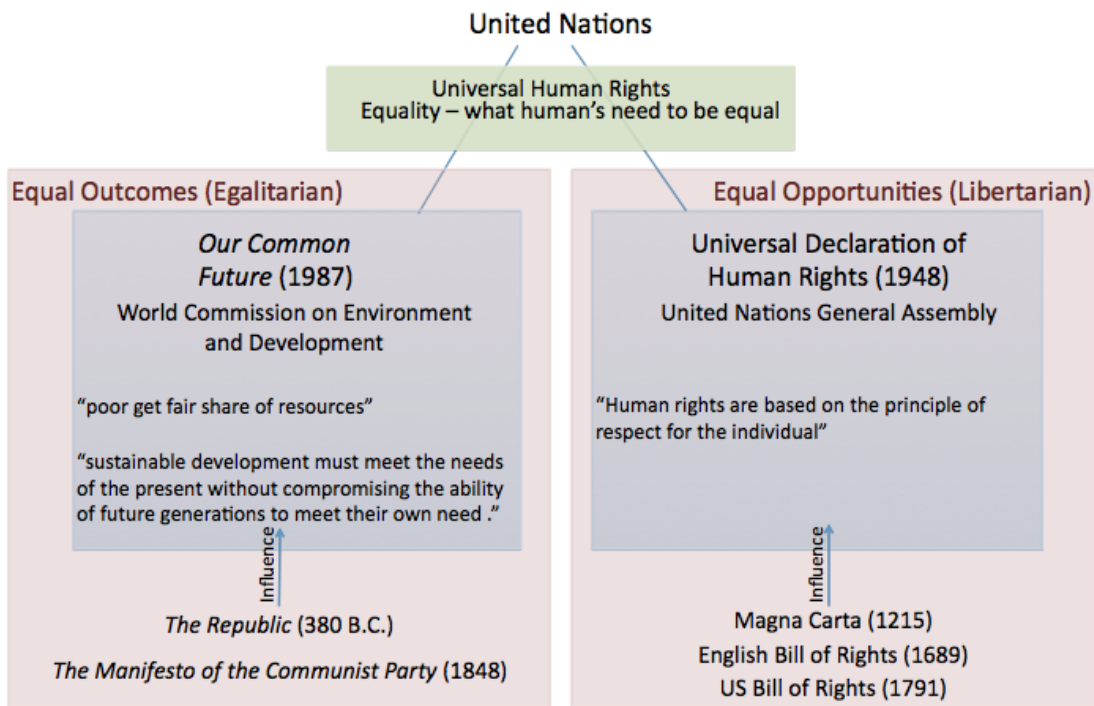 United Nations
Universal Human Rights
Equality – what human's need to be equal
Equal Outcomes (Egalitarian)
Our Common
Future (1987)
World Commission on Environment
and Development
“poor get fair share of resources”
“sustainable development must meet the needs
of the present without compromising the ability
of future generations to meet their own need .”
Influence
The Republic (380 B.C.)
The Manifesto of the Communist Party (1848)
Equal Opportunities (Libertarian)
Universal Declaration of
Human Rights (1948)
United Nations General Assembly
“Human rights are based on the principle of
respect for the individual”
Influence
Magna Carta (1215)
English Bill of Rights (1689)
US Bill of Rights (1791)